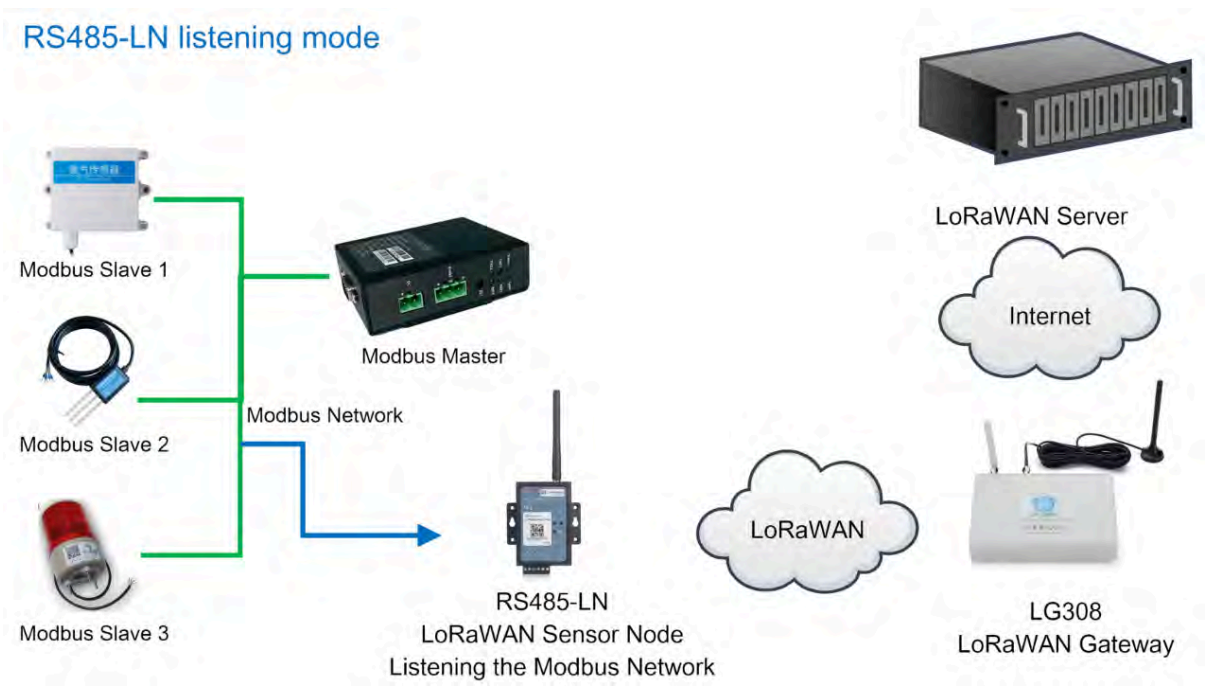 RS485-LN listening mode
Modbus Slave 1
Modbus Master
Modbus Slave 2
Modbus Network
Modbus Slave 3
RS485-LN
LoRaWAN Sensor Node
Listening the Modbus Network
LoRaWAN
LoRaWAN Server
Internet
LG308
LoRaWAN Gateway